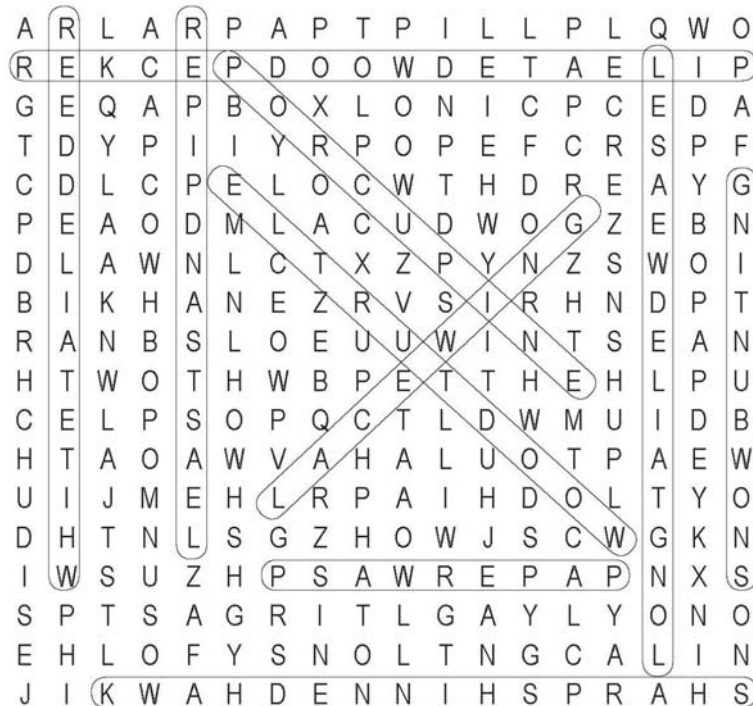 A R L A R P A P T P I L L P L Q W O
R E K C E P D O O W D E T A E L I P
G E Q A P B O X L O N I C P C E D A
T D Y P I I Y R P O P E F C R S P F
C D L C P E L O C W T H D R E A Y G
P E A O D M L A C U D W O G Z E B N
D L A W N L C T X Z P Y N Z S W O I
B I K H A N E Z R V S I R H N D P T
R A N B S L O E U U W I N T S E A N
H T W O T H W B P E T T H E H L P U
C E L P S O P Q C T L D W M U I D B
H T A O A W V A H A L U O T P A E W
U I J M E H L R P A I H D O L T Y O
D H T N L S G Z H O W J S C W G K N
I W S U Z H P S A W R E P A P N X S
S P T S A G R I T L G A Y L Y O N O
E H L O F Y S N O L T N G C A L I N
J I K W A H D E N N I H S P R A H S